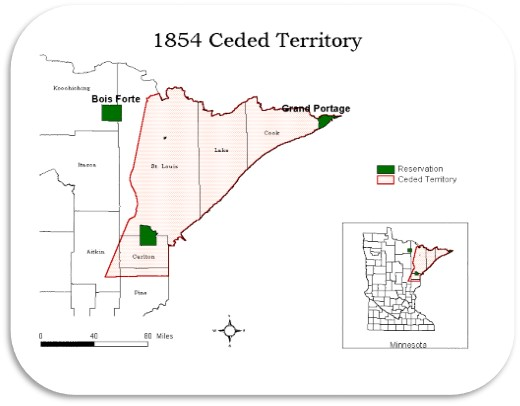 1854 Ceded Territory
Koochiching
Bois Forte
Grand Portage
Cook
Lake
Itasca
St. Louis
Reservation
Ceded Territory
Aitkin
Carlton
Pine
0 40 80 Miles
Minnesota